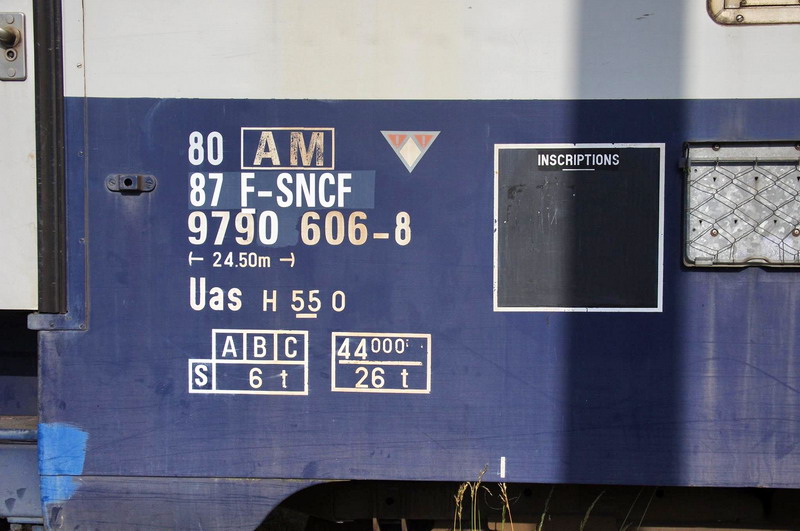 80 AM
87 F-SNCF
9790 606-8
24.50m
Uas H 55 0
A B C
S 6 t
44000
26 t
INSCRIPTIONS